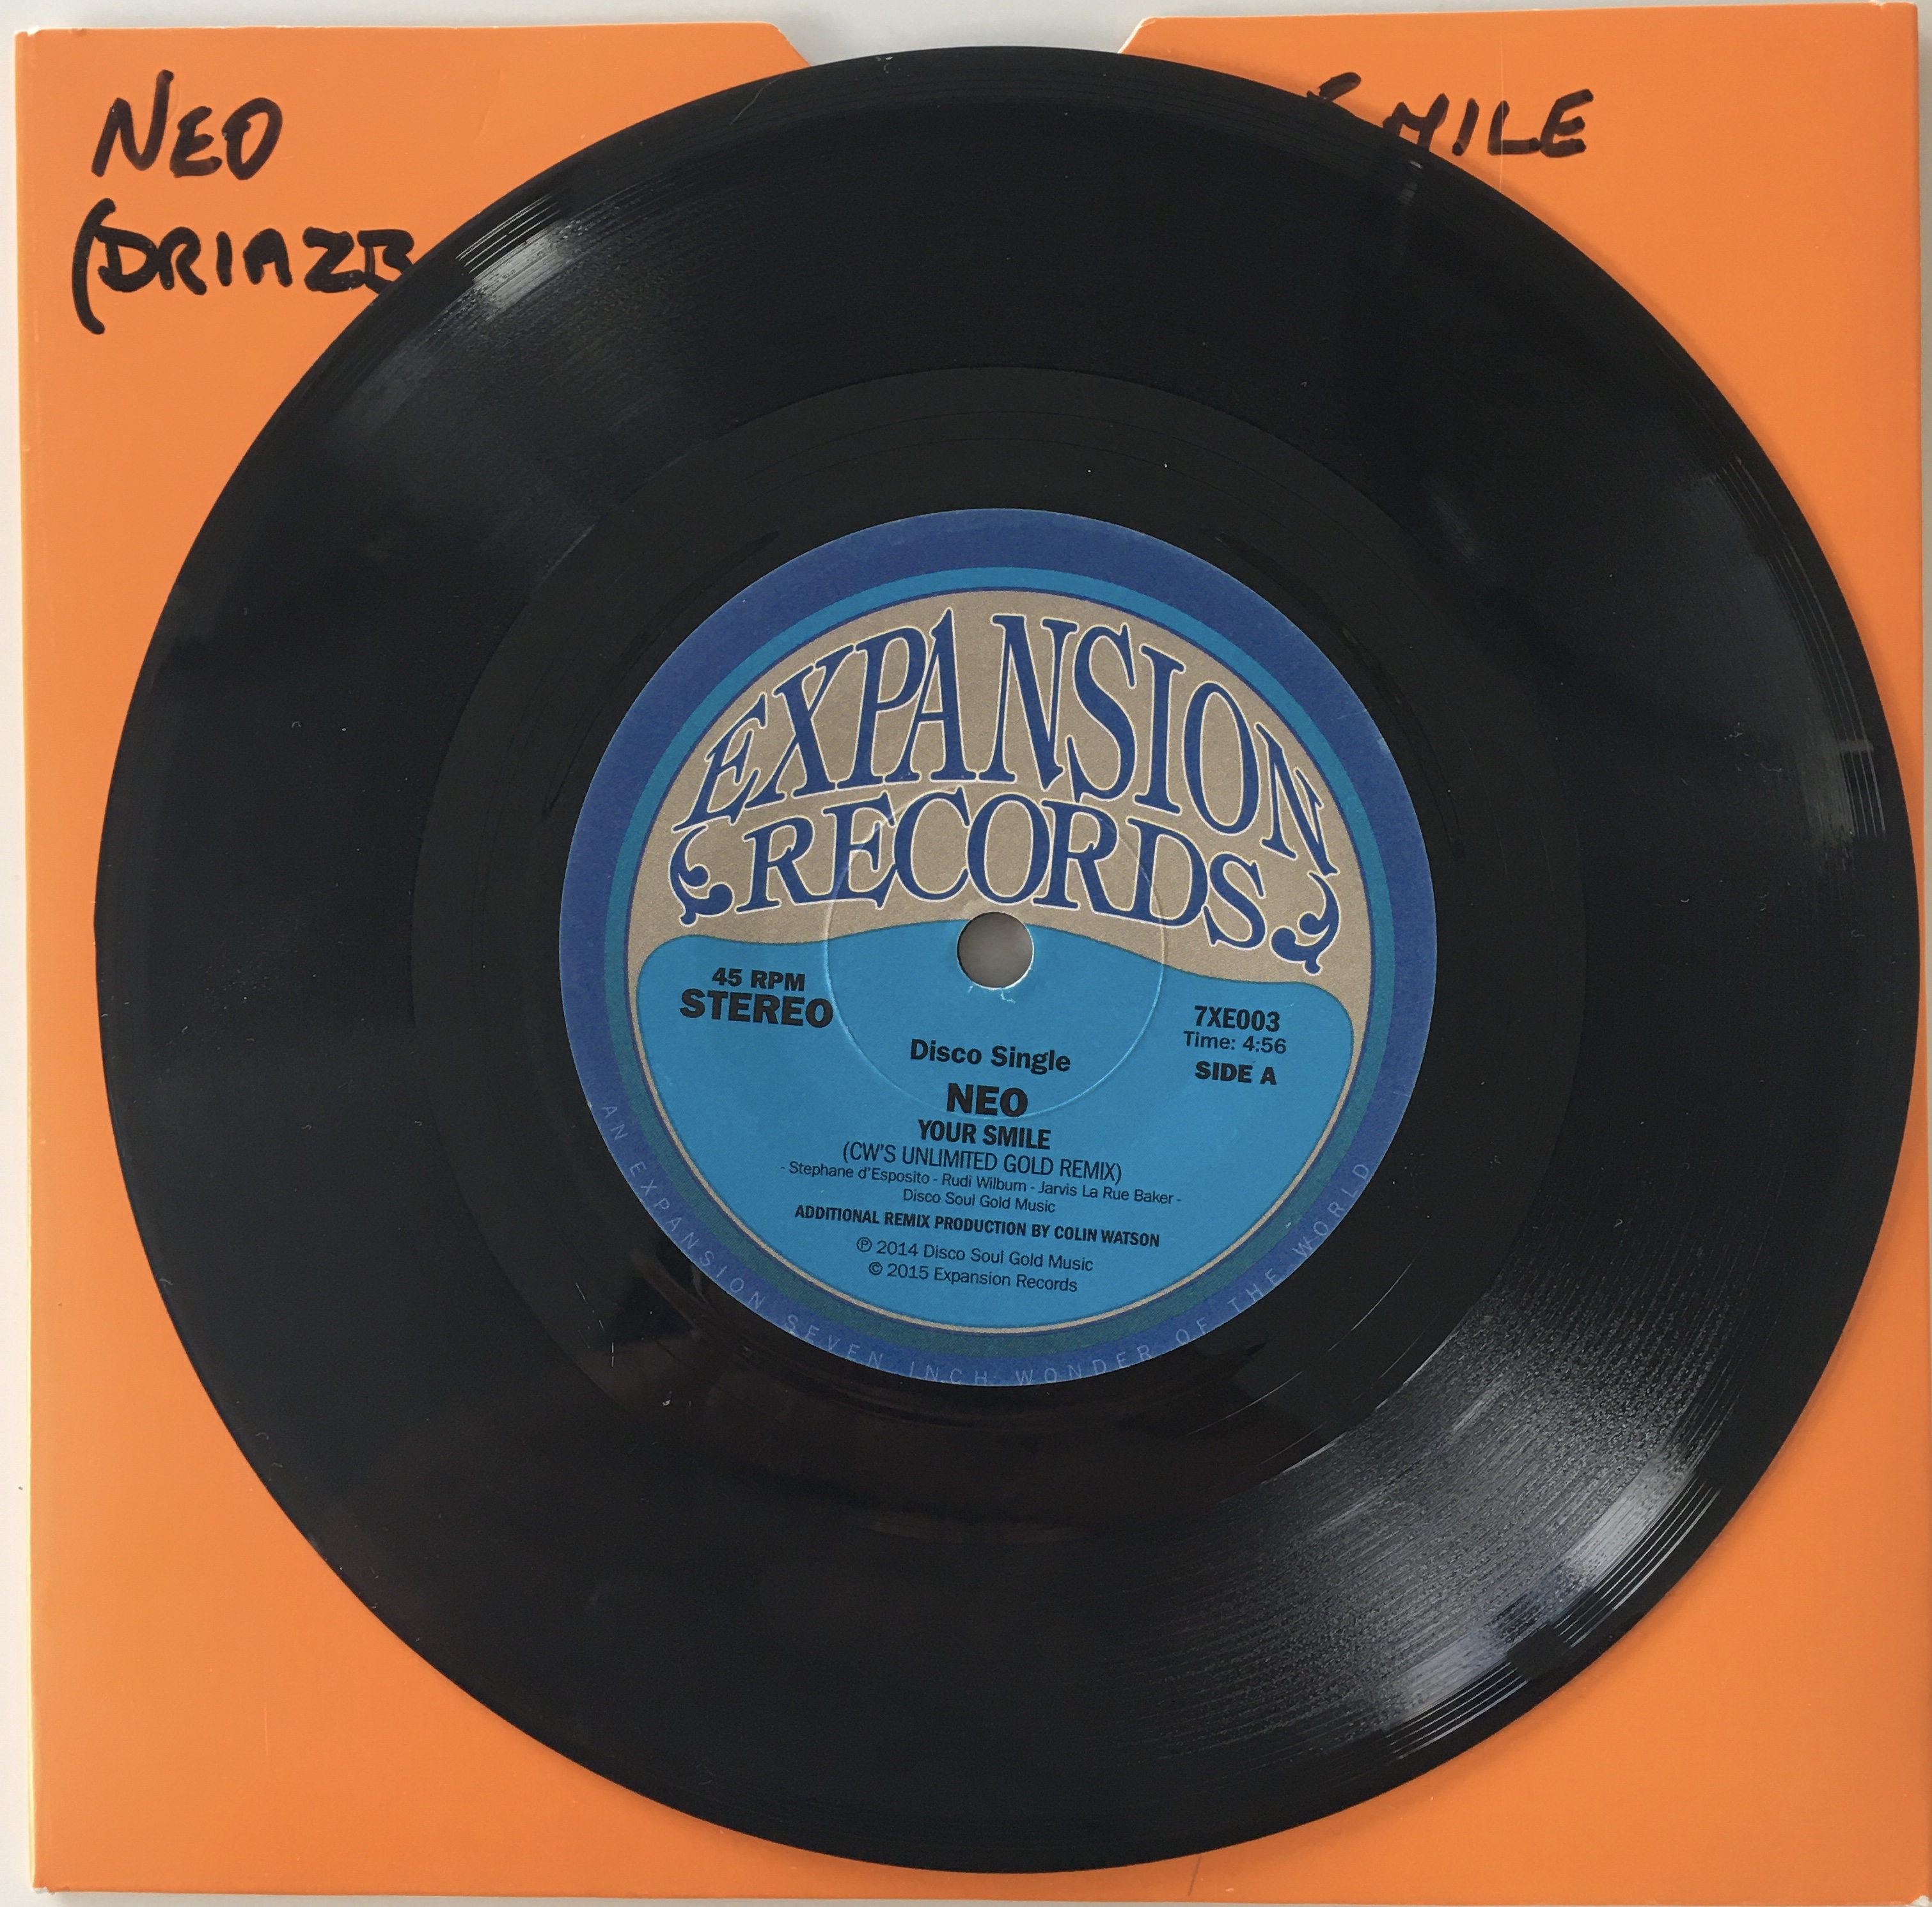 NEO
(DRIAZB
SMILE
EXPANSION
RECORDS
45 RPM
STEREO
7XE003
Time: 4:56
SIDE A
Disco Single
NEO
YOUR SMILE
(CW'S UNLIMITED GOLD REMIX)
- Stephane d'Esposito - Rudi Wilburn - Jarvis La Rue Baker -
Disco Soul Gold Music
ADDITIONAL REMIX PRODUCTION BY COLIN WATSON
℗ 2014 Disco Soul Gold Music
© 2015 Expansion Records
AN EXPANSION SEVEN INCH WONDER OF THE WORLD